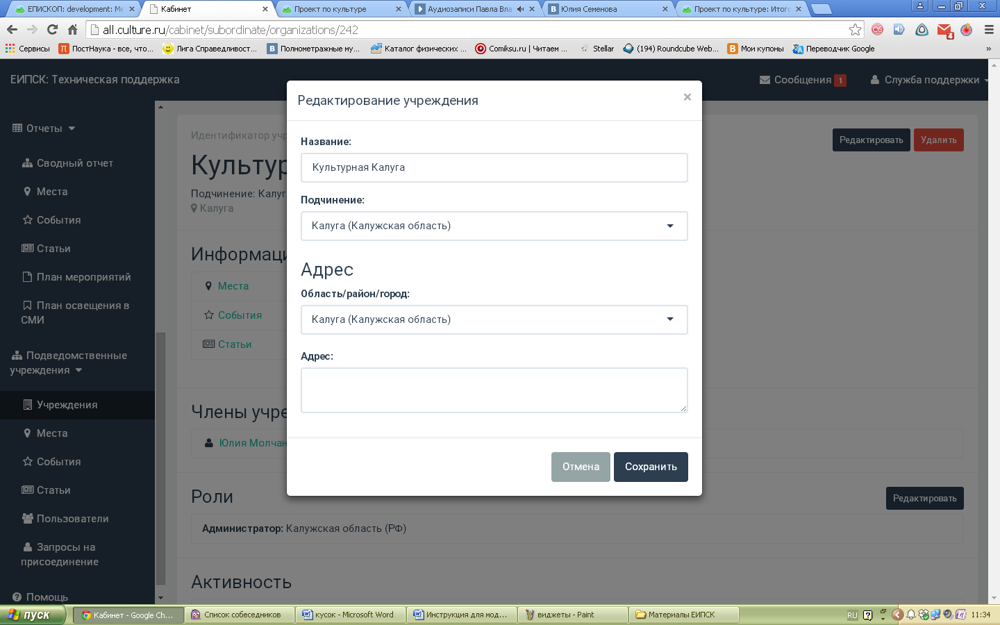 ЕПИСКОП: development: Ме
Кабинет
Проект по культуре
Аудиозаписи Павла Вла
Юлия Семенова
Проект по культуре: Итого
all.culture.ru/cabinet/subordinate/organizations/242
4
Сервисы
ПостНаука - все, что...
Лига Справедливост...
Полнометражные му...
Каталог физических ...
Comiksu.ru | Читаем ...
Stellar
(194) Roundcube Web...
Мои купоны
Переводчик Google
»
ЕИПСК: Техническая поддержка
Сообщения 1
Служба поддержки
Отчеты
Сводный отчет
Места
События
Статьи
План мероприятий
План освещения в
СМИ
Подведомственные
учреждения
Учреждения
Места
События
Статьи
Пользователи
Запросы на
присоединение
Помощь
Идентификатор учр
Редактировать
Удалить
Культур
Подчинение: Калуг
Калуга
Информаци
Места
События
Статьи
Члены учре
Юлия Молчан
Роли
Редактировать
Администратор: Калужская область (РФ)
Активность
Редактирование учреждения
×
Название:
Культурная Калуга
Подчинение:
Калуга (Калужская область)
Адрес
Область/район/город:
Калуга (Калужская область)
Адрес:
Отмена
Сохранить
пуск
Кабинет - Google Ch...
Список собеседников
кусок - Microsoft Word
Инструкция для мод...
виджеты - Paint
Материалы ЕИПСК
RU
11:34